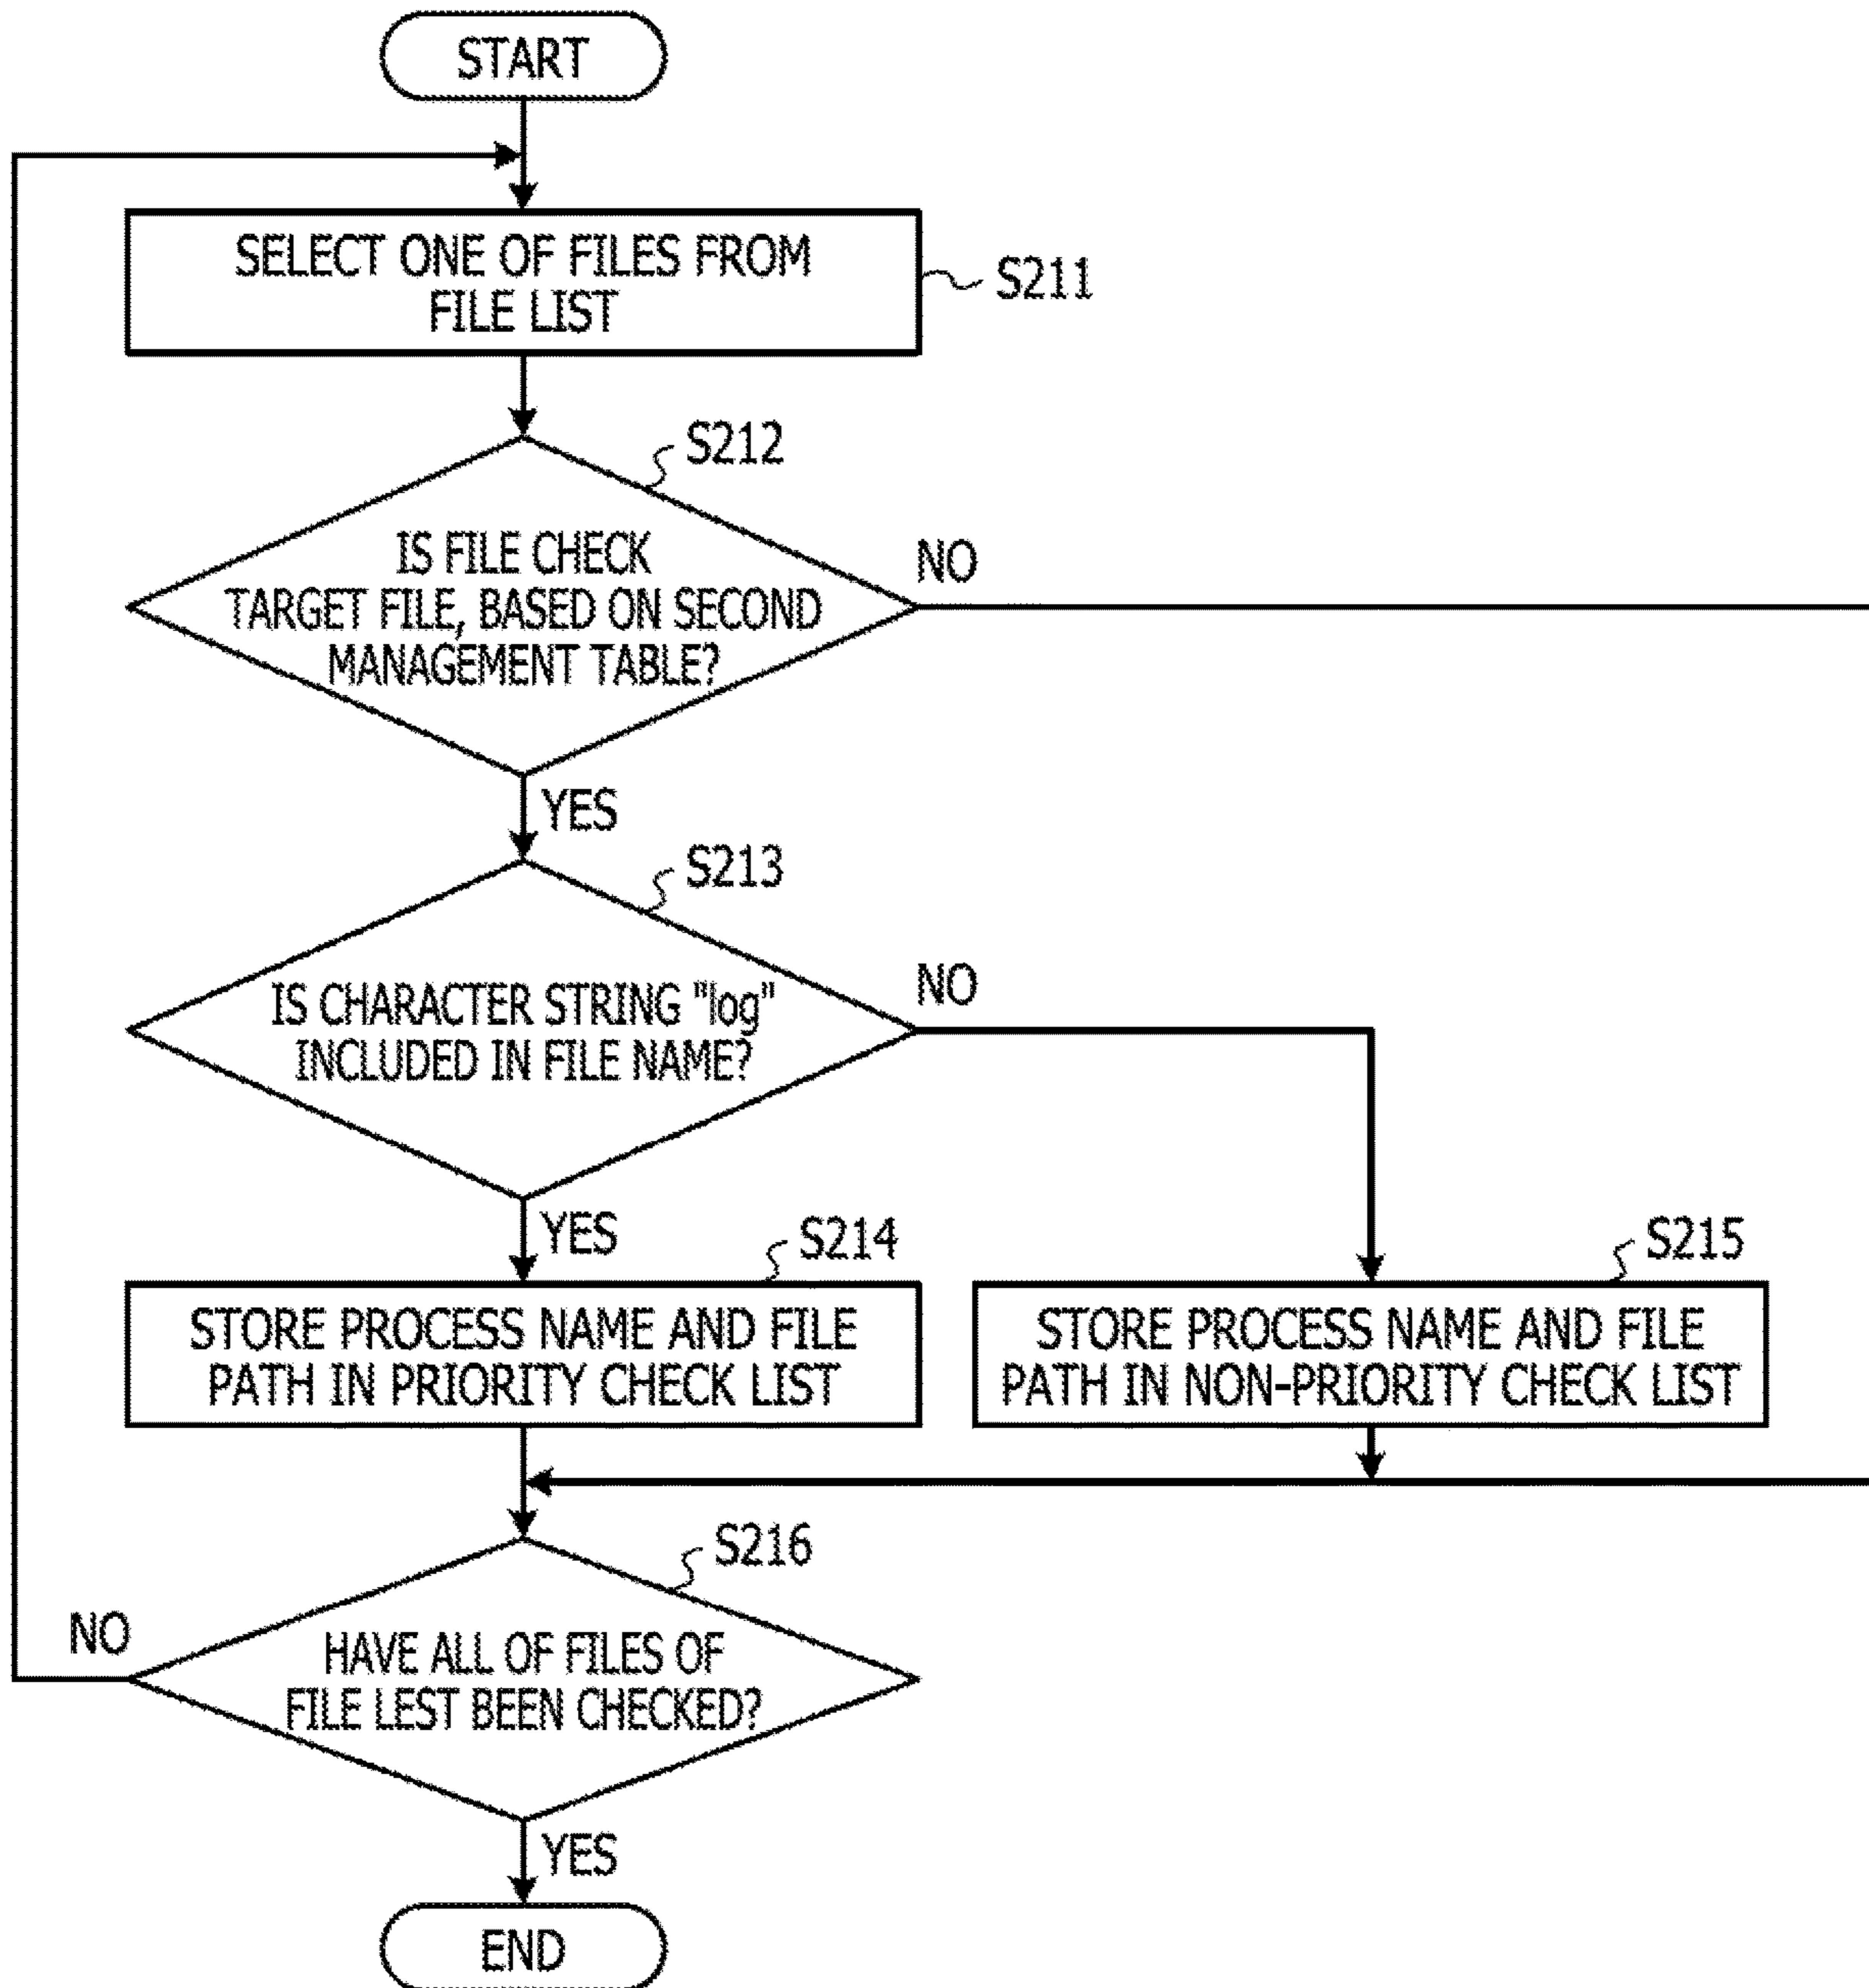 START
SELECT ONE OF FILES FROM
FILE LIST
S211
S212
IS FILE CHECK
TARGET FILE, BASED ON SECOND
MANAGEMENT TABLE?
NO
YES
S213
IS CHARACTER STRING "log"
INCLUDED IN FILE NAME?
NO
YES
S214
STORE PROCESS NAME AND FILE
PATH IN PRIORITY CHECK LIST
S215
STORE PROCESS NAME AND FILE
PATH IN NON-PRIORITY CHECK LIST
S216
HAVE ALL OF FILES OF
FILE LEST BEEN CHECKED?
NO
YES
END